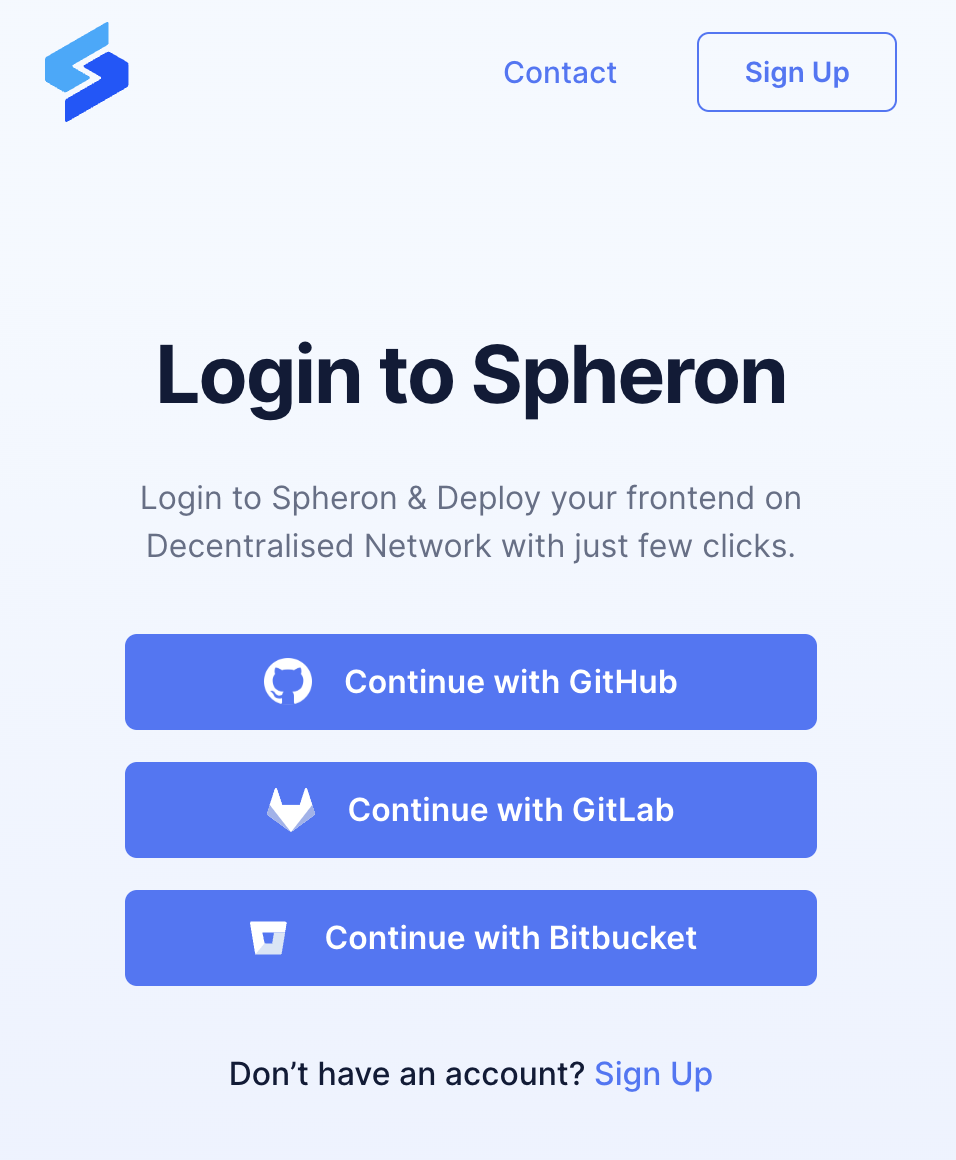 Contact
Sign Up
Login to Spheron
Login to Spheron & Deploy your frontend on
Decentralised Network with just few clicks.
Continue with GitHub
Continue with GitLab
Continue with Bitbucket
Don’t have an account? Sign Up